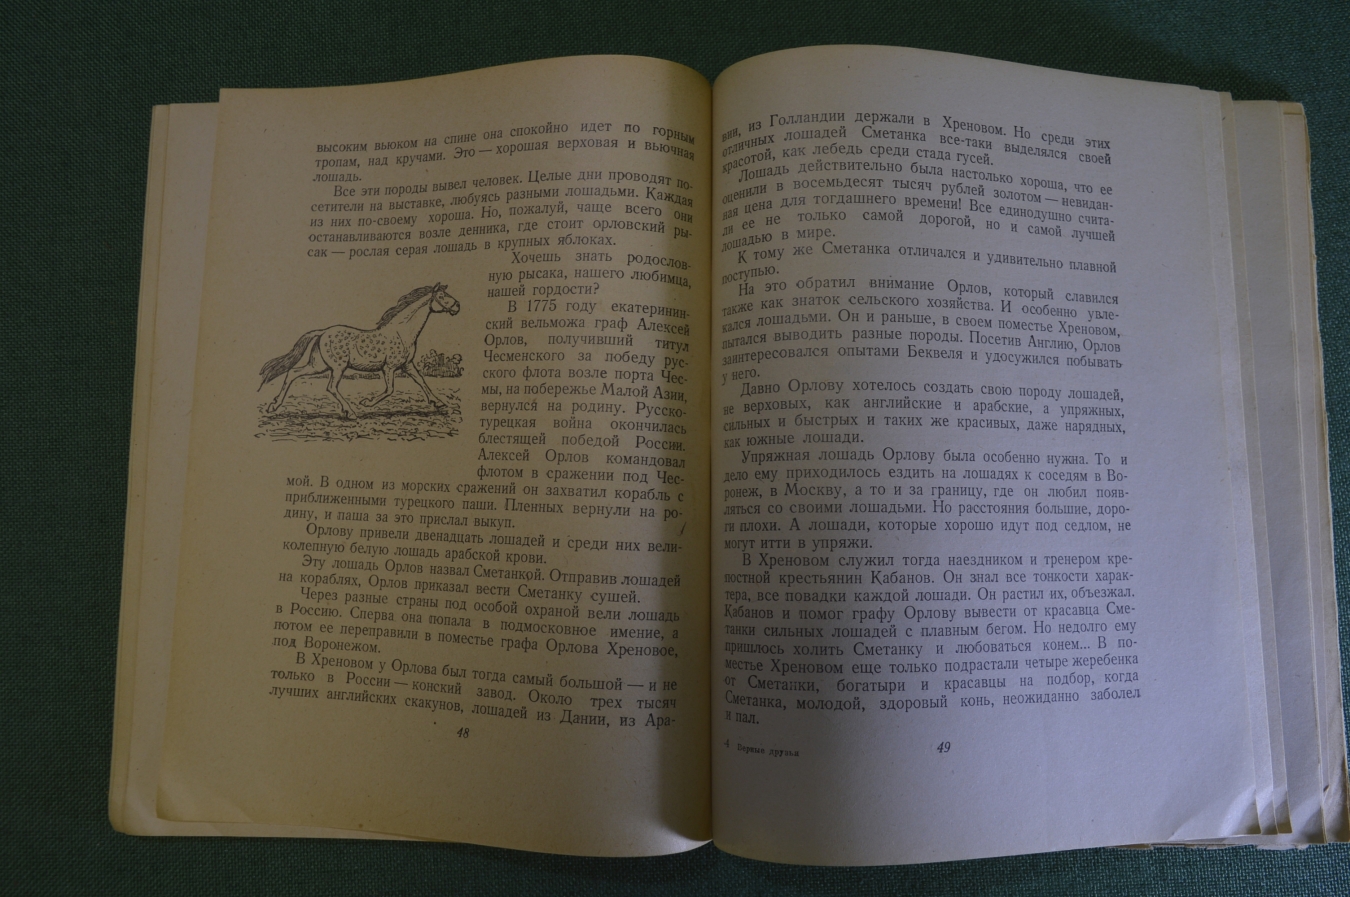 высоким вьюком на спине она спокойно идет по горным
тропам, над кручами. Это — хорошая верховая и вьючная
лошадь.
Все эти породы вывел человек. Целые дни проводят по-
сетители на выставке, любуясь разными лошадьми. Каждая
из них по-своему хороша. Но, пожалуй, чаще всего они
останавливаются возле денника, где стоит орловский ры-
сак — рослая серая лошадь в крупных яблоках.
Хочешь знать родослов-
ную рысака, нашего любимца,
нашей гордости?
В 1775 году екатеринин-
ский вельможа граф Алексей
Орлов, получивший титул
Чесменского за победу рус-
ского флота возле порта Чес-
мы, на побережье Малой Азии,
вернулся на родину. Русско-
турецкая война окончилась
блестящей победой России.
Алексей Орлов командовал
флотом в сражении под Чес-
мой. В одном из морских сражений он захватил корабль с
приближенными турецкого паши. Пленных вернули на ро-
дину, и паша за это прислал выкуп.
Орлову привели двенадцать лошадей и среди них вели-
колепную белую лошадь арабской крови.
Эту лошадь Орлов назвал Сметанкой. Отправив лошадей
на кораблях, Орлов приказал вести Сметанку сушей.
Через разные страны под особой охраной вели лошадь
в Россию. Сперва она попала в подмосковное имение, а
потом ее переправили в поместье графа Орлова Хреновое,
под Воронежом.
В Хреновом у Орлова был тогда самый большой — и не
только в России — конский завод. Около трех тысяч
лучших английских скакунов, лошадей из Дании, из Ара-
48
вии, из Голландии держали в Хреновом. Но среди этих
отличных лошадей Сметанка все-таки выделялся своей
красотой, как лебедь среди стада гусей.
Лошадь действительно была настолько хороша, что ее
оценили в восемьдесят тысяч рублей золотом — невидан-
ная цена для тогдашнего времени! Все единодушно счита-
ли ее не только самой дорогой, но и самой лучшей
лошадью в мире.
К тому же Сметанка отличался и удивительно плавной
поступью.
На это обратил внимание Орлов, который славился
также как знаток сельского хозяйства. И особенно увле-
кался лошадьми. Он и раньше, в своем поместье Хреновом,
пытался выводить разные породы. Посетив Англию, Орлов
заинтересовался опытами Беквеля и удосужился побывать
у него.
Давно Орлову хотелось создать свою породу лошадей,
не верховых, как английские и арабские, а упряжных,
сильных и быстрых и таких же красивых, даже нарядных,
как южные лошади.
Упряжная лошадь Орлову была особенно нужна. То и
дело ему приходилось ездить на лошадях к соседям в Во-
ронеж, в Москву, а то и за границу, где он любил появ-
ляться со своими лошадьми. Но расстояния большие, доро-
ги плохи. А лошади, которые хорошо идут под седлом, не
могут итти в упряжи.
В Хреновом служил тогда наездником и тренером кре-
постной крестьянин Кабанов. Он знал все тонкости харак-
тера, все повадки каждой лошади. Он растил их, объезжал.
Кабанов и помог графу Орлову вывести от красавца Сме-
танки сильных лошадей с плавным бегом. Но недолго ему
пришлось холить Сметанку и любоваться конем... В по-
местье Хреновом еще только подрастали четыре жеребенка
от Сметанки, богатыри и красавцы на подбор, когда
Сметанка, молодой, здоровый конь, неожиданно заболел
и пал.
4 Верные друзья
49